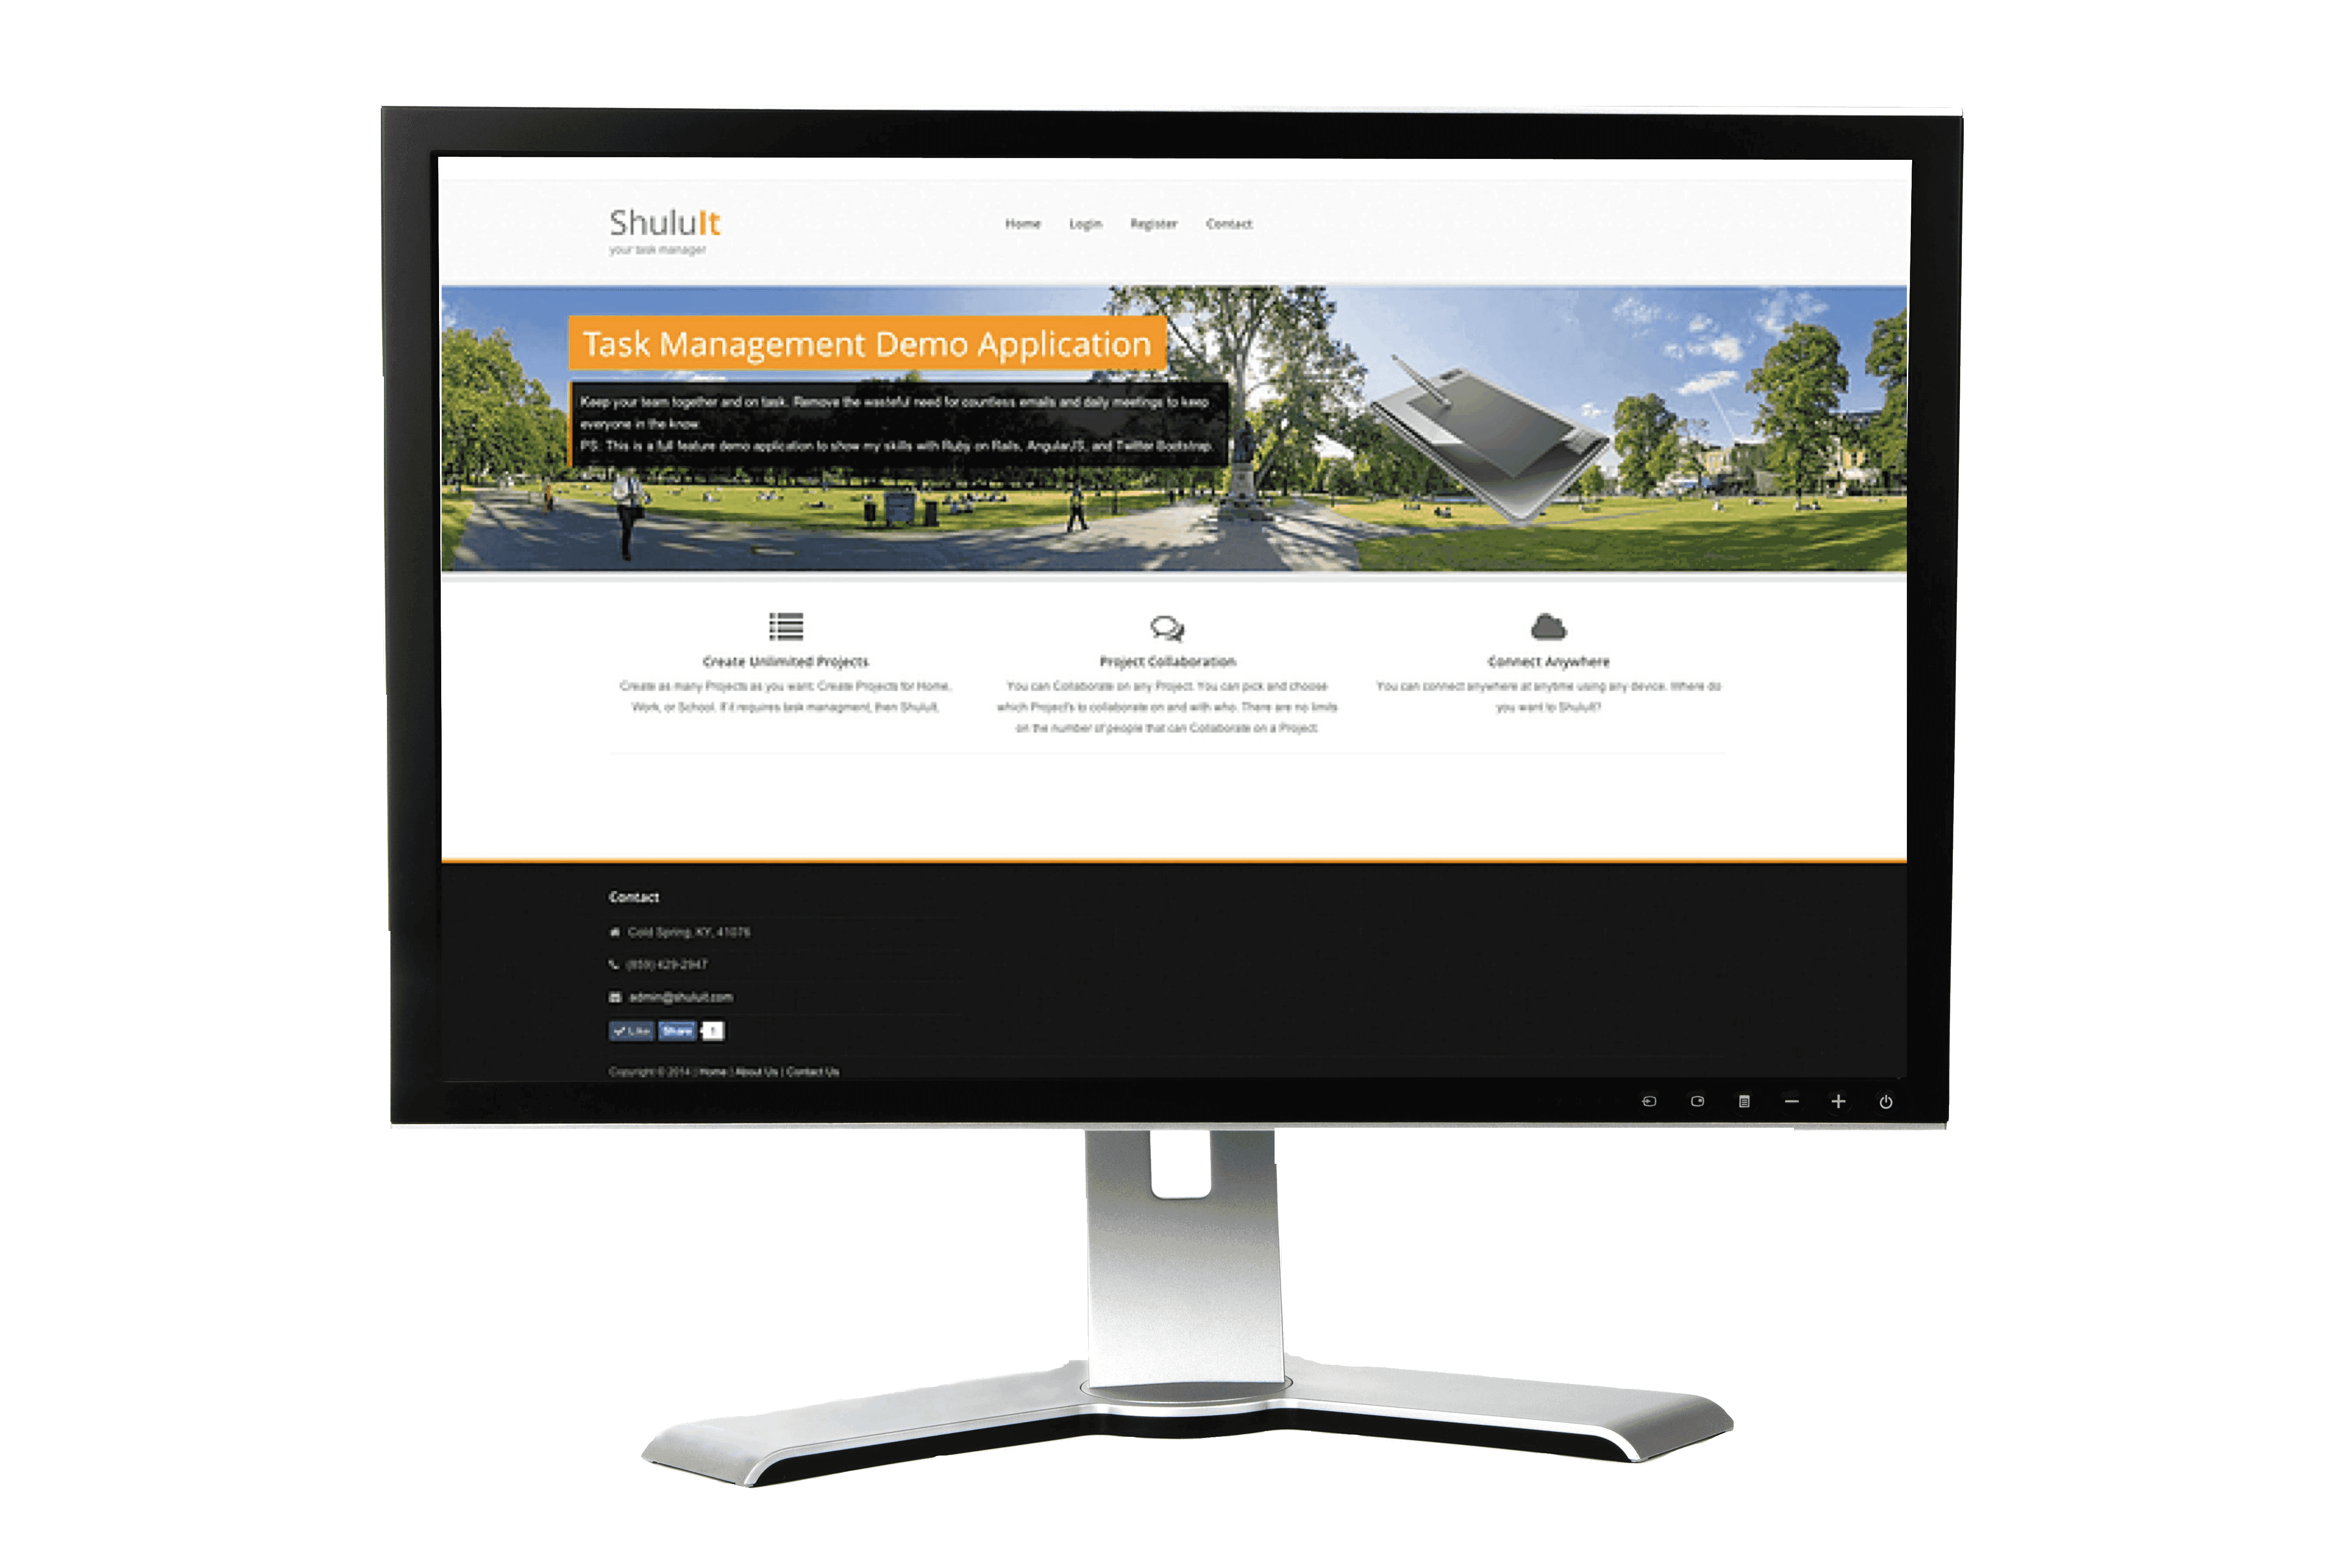 ShuluIt
your task manager
Home Login Register Contact
Task Management Demo Application
Keep your team together and on task. Remove the wasteful need for countless emails and daily meetings to keep
everyone in the know.
PS: This is a full feature demo application to show my skills with Ruby on Rails, AngularJS, and Twitter Bootstrap.
Create Unlimited Projects
Create as many Projects as you want: Create Projects for Home,
Work, or School. If it requires task managment, then ShuluIt.
Project Collaboration
You can Collaborate on any Project. You can pick and choose
which Project's to collaborate on and with who. There are no limits
on the number of people that can Collaborate on a Project.
Connect Anywhere
You can connect anywhere at anytime using any device. Where do
you want to ShuluIt?
Contact
Cold Spring, KY, 41076
(859) 429-2947
admin@shuluit.com
Like Share 1
Copyright © 2014 | Home | About Us | Contact Us